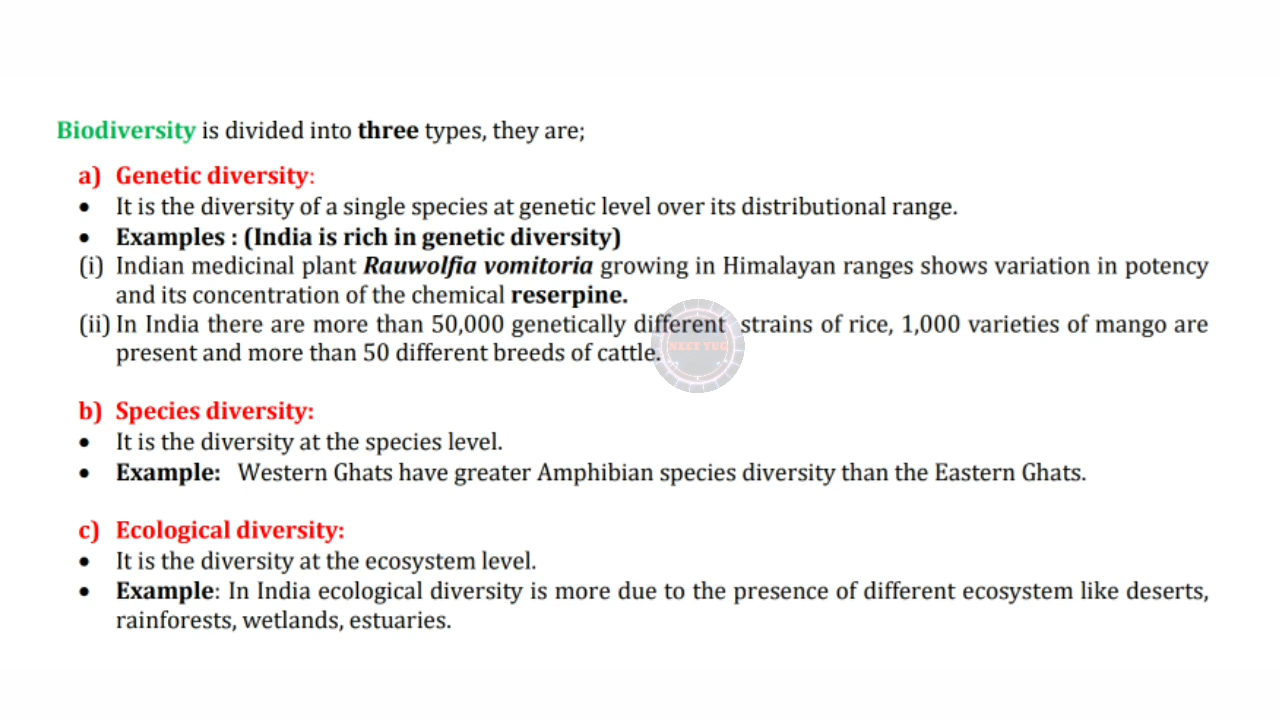 Biodiversity is divided into three types, they are;
a) Genetic diversity:
• It is the diversity of a single species at genetic level over its distributional range.
• Examples : (India is rich in genetic diversity)
(i) Indian medicinal plant Rauwolfia vomitoria growing in Himalayan ranges shows variation in potency
and its concentration of the chemical reserpine.
(ii) In India there are more than 50,000 genetically different strains of rice, 1,000 varieties of mango are
present and more than 50 different breeds of cattle.
NEET YUG
b) Species diversity:
• It is the diversity at the species level.
• Example: Western Ghats have greater Amphibian species diversity than the Eastern Ghats.
c) Ecological diversity:
• It is the diversity at the ecosystem level.
• Example: In India ecological diversity is more due to the presence of different ecosystem like deserts,
rainforests, wetlands, estuaries.